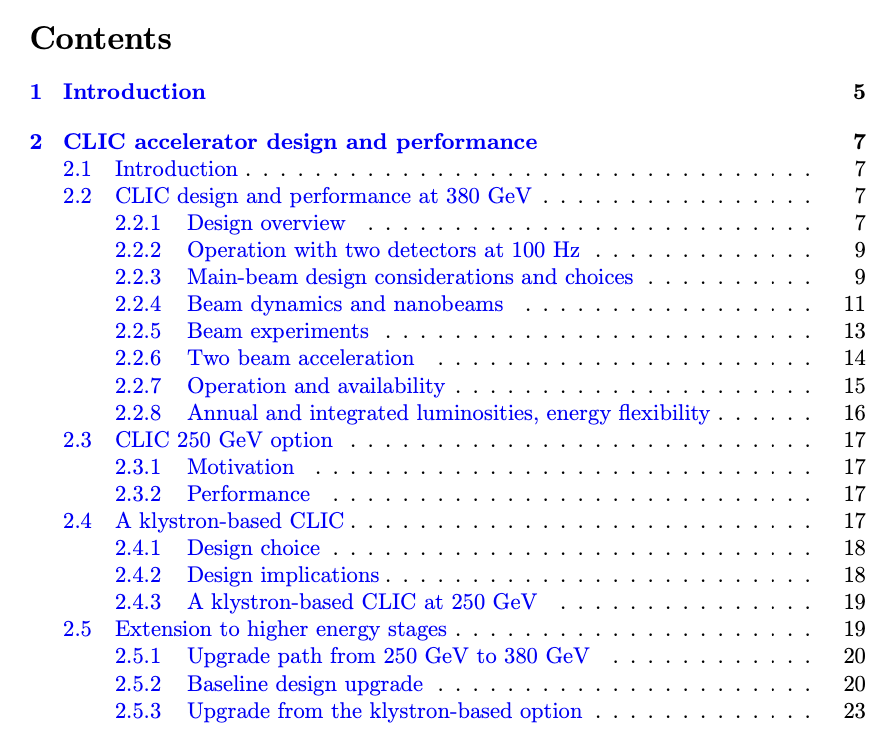 Contents
1 Introduction 5
2 CLIC accelerator design and performance 7
2.1 Introduction . . . . . . . . . . . . . . . . . . . . . . . . . . . . . . . . . 7
2.2 CLIC design and performance at 380 GeV . . . . . . . . . . . . . . . . 7
2.2.1 Design overview . . . . . . . . . . . . . . . . . . . . . . . . . . 7
2.2.2 Operation with two detectors at 100 Hz . . . . . . . . . . . . . 9
2.2.3 Main-beam design considerations and choices . . . . . . . . . . 9
2.2.4 Beam dynamics and nanobeams . . . . . . . . . . . . . . . . . 11
2.2.5 Beam experiments . . . . . . . . . . . . . . . . . . . . . . . . . 13
2.2.6 Two beam acceleration . . . . . . . . . . . . . . . . . . . . . . 14
2.2.7 Operation and availability . . . . . . . . . . . . . . . . . . . . . 15
2.2.8 Annual and integrated luminosities, energy flexibility . . . . . . 16
2.3 CLIC 250 GeV option . . . . . . . . . . . . . . . . . . . . . . . . . . . 17
2.3.1 Motivation . . . . . . . . . . . . . . . . . . . . . . . . . . . . . 17
2.3.2 Performance . . . . . . . . . . . . . . . . . . . . . . . . . . . . 17
2.4 A klystron-based CLIC . . . . . . . . . . . . . . . . . . . . . . . . . . . 17
2.4.1 Design choice . . . . . . . . . . . . . . . . . . . . . . . . . . . . 18
2.4.2 Design implications . . . . . . . . . . . . . . . . . . . . . . . . . 18
2.4.3 A klystron-based CLIC at 250 GeV . . . . . . . . . . . . . . . 19
2.5 Extension to higher energy stages . . . . . . . . . . . . . . . . . . . . . 19
2.5.1 Upgrade path from 250 GeV to 380 GeV . . . . . . . . . . . . 20
2.5.2 Baseline design upgrade . . . . . . . . . . . . . . . . . . . . . . 20
2.5.3 Upgrade from the klystron-based option . . . . . . . . . . . . . 23